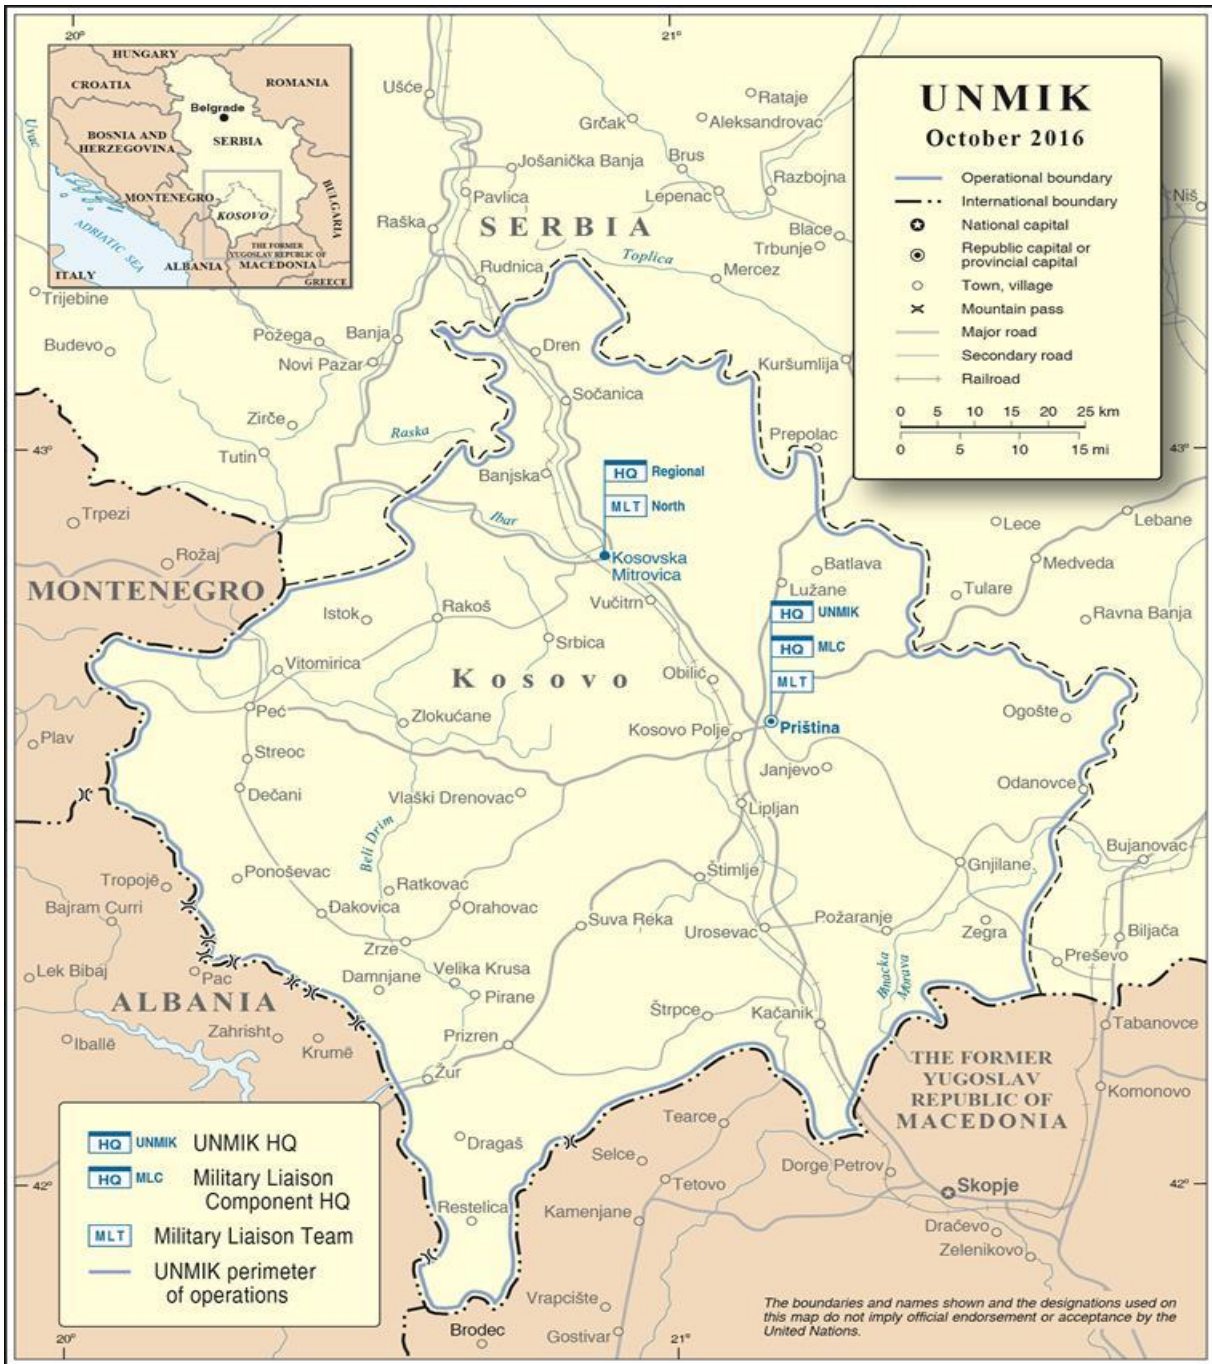 20°
21°
HUNGARY
CROATIA
ROMANIA
Belgrade
BOSNIA AND
HERZEGOVINA
SERBIA
MONTENEGRO
KOSOVO
BULGARIA
ADRIATIC SEA
ALBANIA
THE FORMER
YUGOSLAV REPUBLIC OF
MACEDONIA
ITALY
GREECE
Uvac
UNMIK
October 2016
Operational boundary
International boundary
National capital
Republic capital or
provincial capital
Town, village
Mountain pass
Major road
Secondary road
Railroad
0 5 10 15 20 25 km
0 5 10 15 mi
Ušće
Rataje
Grčak
Aleksandrovac
Jošanička Banja
Brus
Pavlica
Lepenac
Razbojna
Niš
Raška
SERBIA
Blace
Trbunje
Toplica
Rudnica
Mercez
Trijebine
Požega
Banja
Budevo
Novi Pazar
Dren
Kuršumlija
Sočanica
Zirče
Raska
Prepolac
43°
43°
Tutin
Banjska
HQ Regional
MLT North
Trpezi
Ibar
Lece
Lebane
Rožaj
Kosovska
Mitrovica
Batlava
Medveda
MONTENEGRO
Lužane
Tulare
Istok
Rakoš
Vučitrn
HQ UNMIK
Ravna Banja
Srbica
HQ MLC
Vitomirica
Kosovo
Obilić
MLT
Peć
Zlokućane
Ogošte
Plav
Kosovo Polje
Priština
Streoc
Janjevo
Dečani
Vlaški Drenovac
Odanovce
Lipljan
Beli Drim
Bujanovac
Ponoševac
Štimlje
Gnjilane
Tropojë
Ratkovac
Bajram Curri
Đakovica
Orahovac
Suva Reka
Požaranje
Urosevac
Zegra
Biljača
Zrze
Preševo
Lek Bibaj
Pac
Damnjane
Velika Krusa
Morava
ALBANIA
Pirane
Štrpce
Kačanik
Zahrisht
Prizren
Tabanovce
Iballë
Krumë
Žur
THE FORMER
YUGOSLAV
REPUBLIC OF
MACEDONIA
Komonovo
Tearce
Dragaš
Selce
Dorge Petrov
42°
42°
Tetovo
Skopje
Restelica
Kamenjane
Dračevo
Zelenikovo
Vrapcište
Brodec
Gostivar
HQ UNMIK UNMIK HQ
HQ MLC Military Liaison
Component HQ
MLT Military Liaison Team
UNMIK perimeter
of operations
The boundaries and names shown and the designations used on
this map do not imply official endorsement or acceptance by the
United Nations.
20°
21°